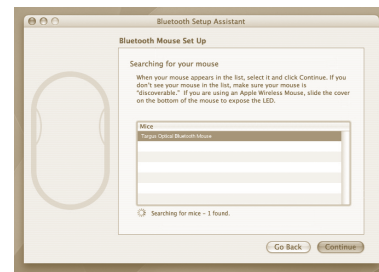 Bluetooth Setup Assistant
Bluetooth Mouse Set Up
Searching for your mouse
When your mouse appears in the list, select it and click Continue. If you
don't see your mouse in the list, make sure your mouse is
"discoverable." If you are using an Apple Wireless Mouse, slide the cover
on the bottom of the mouse to expose the LED.
Mice
Targus Optical Bluetooth Mouse
Searching for mice - 1 found.
Go Back
Continue